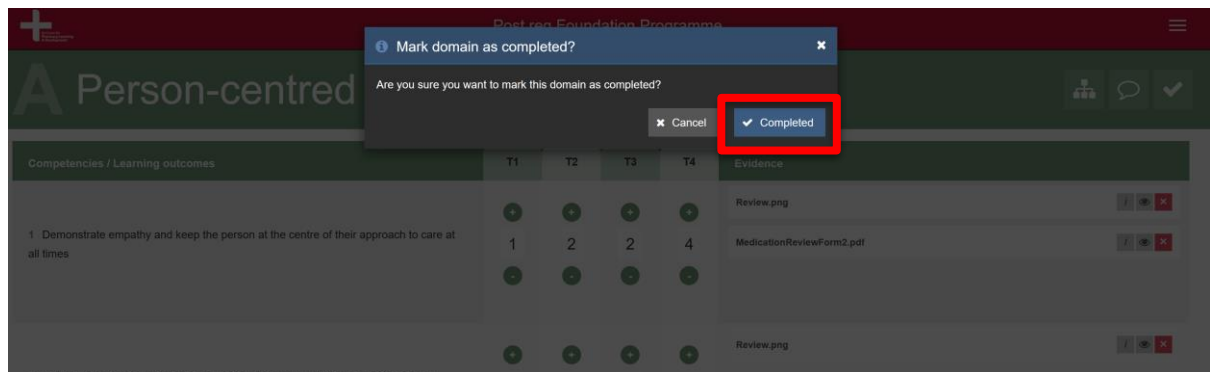 Post reg Foundation Programme
Mark domain as completed?
A Person-centred
Are you sure you want to mark this domain as completed?
Cancel
Completed
Competencies / Learning outcomes T1 T2 T3 T4 Evidence
Review.png
1 Demonstrate empathy and keep the person at the centre of their approach to care at
all times
1 2 2 4
MedicationReviewForm2.pdf
Review.png